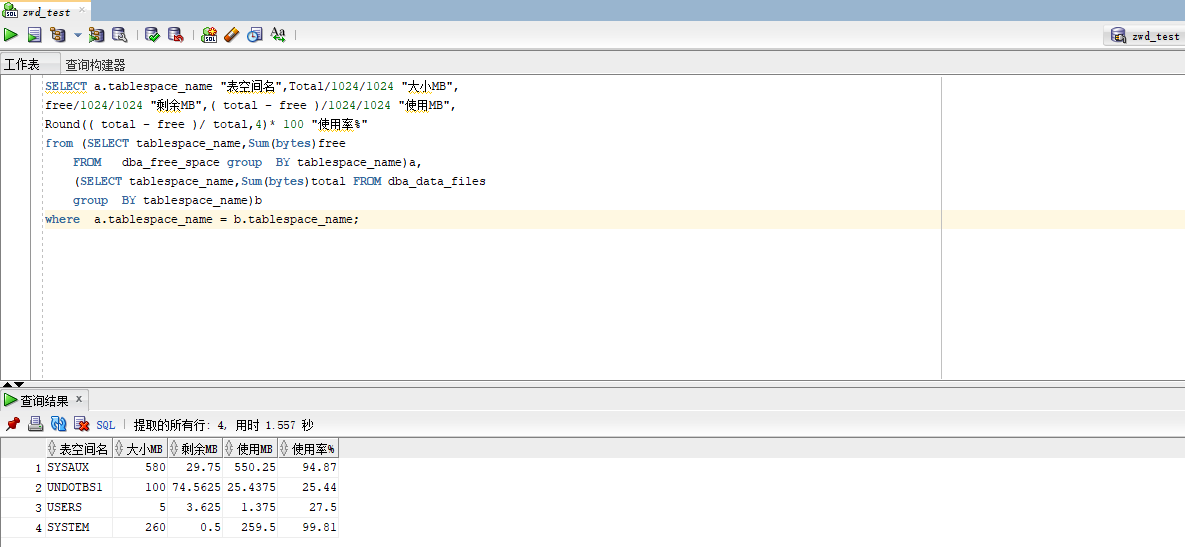 zwd_test
zwd_test
工作表 查询构建器
SELECT a.tablespace_name "表空间名",Total/1024/1024 "大小MB",
free/1024/1024 "剩余MB",( total - free )/1024/1024 "使用MB",
Round(( total - free )/ total,4)* 100 "使用率%"
from (SELECT tablespace_name,Sum(bytes)free
FROM dba_free_space group BY tablespace_name)a,
(SELECT tablespace_name,Sum(bytes)total FROM dba_data_files
group BY tablespace_name)b
where a.tablespace_name = b.tablespace_name;
查询结果 x
SQL | 提取的所有行: 4, 用时 1.557 秒
表空间名 大小MB 剩余MB 使用MB 使用率%
1 SYSAUX 580 29.75 550.25 94.87
2 UNDOTBS1 100 74.5625 25.4375 25.44
3 USERS 5 3.625 1.375 27.5
4 SYSTEM 260 0.5 259.5 99.81